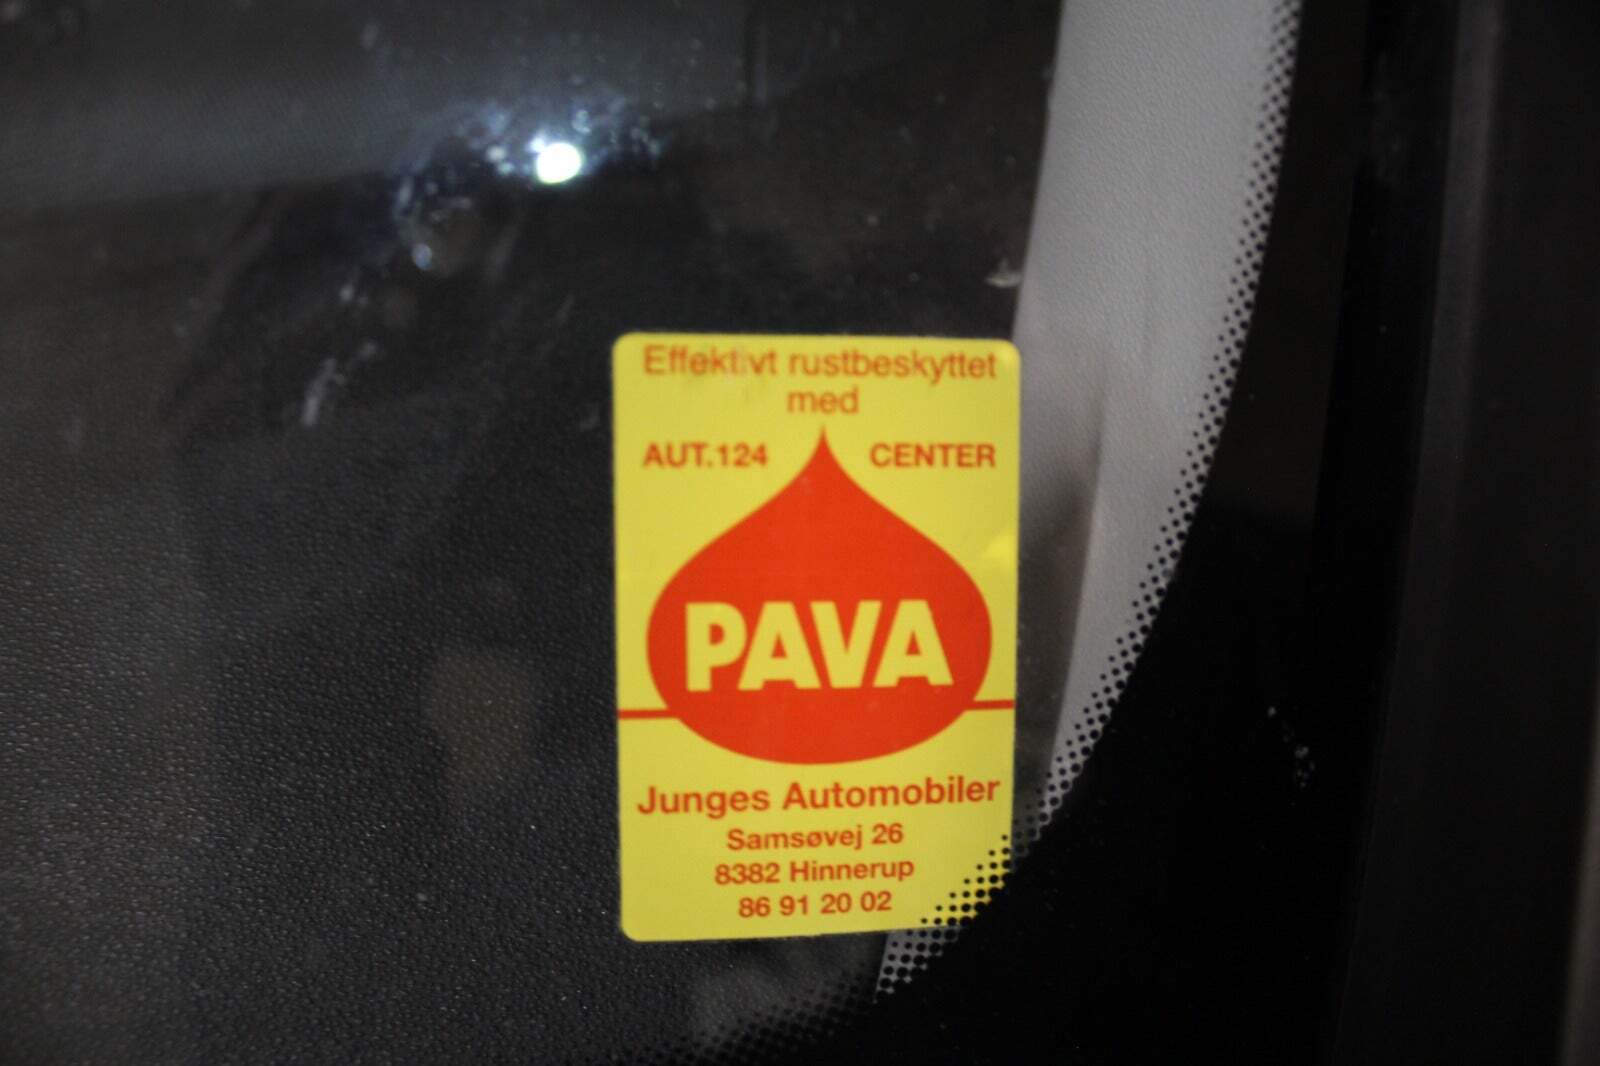 Effektivt rustbeskyttet
med
AUT.124 CENTER
PAVA
Junges Automobiler
Samsøvej 26
8382 Hinnerup
86 91 20 02